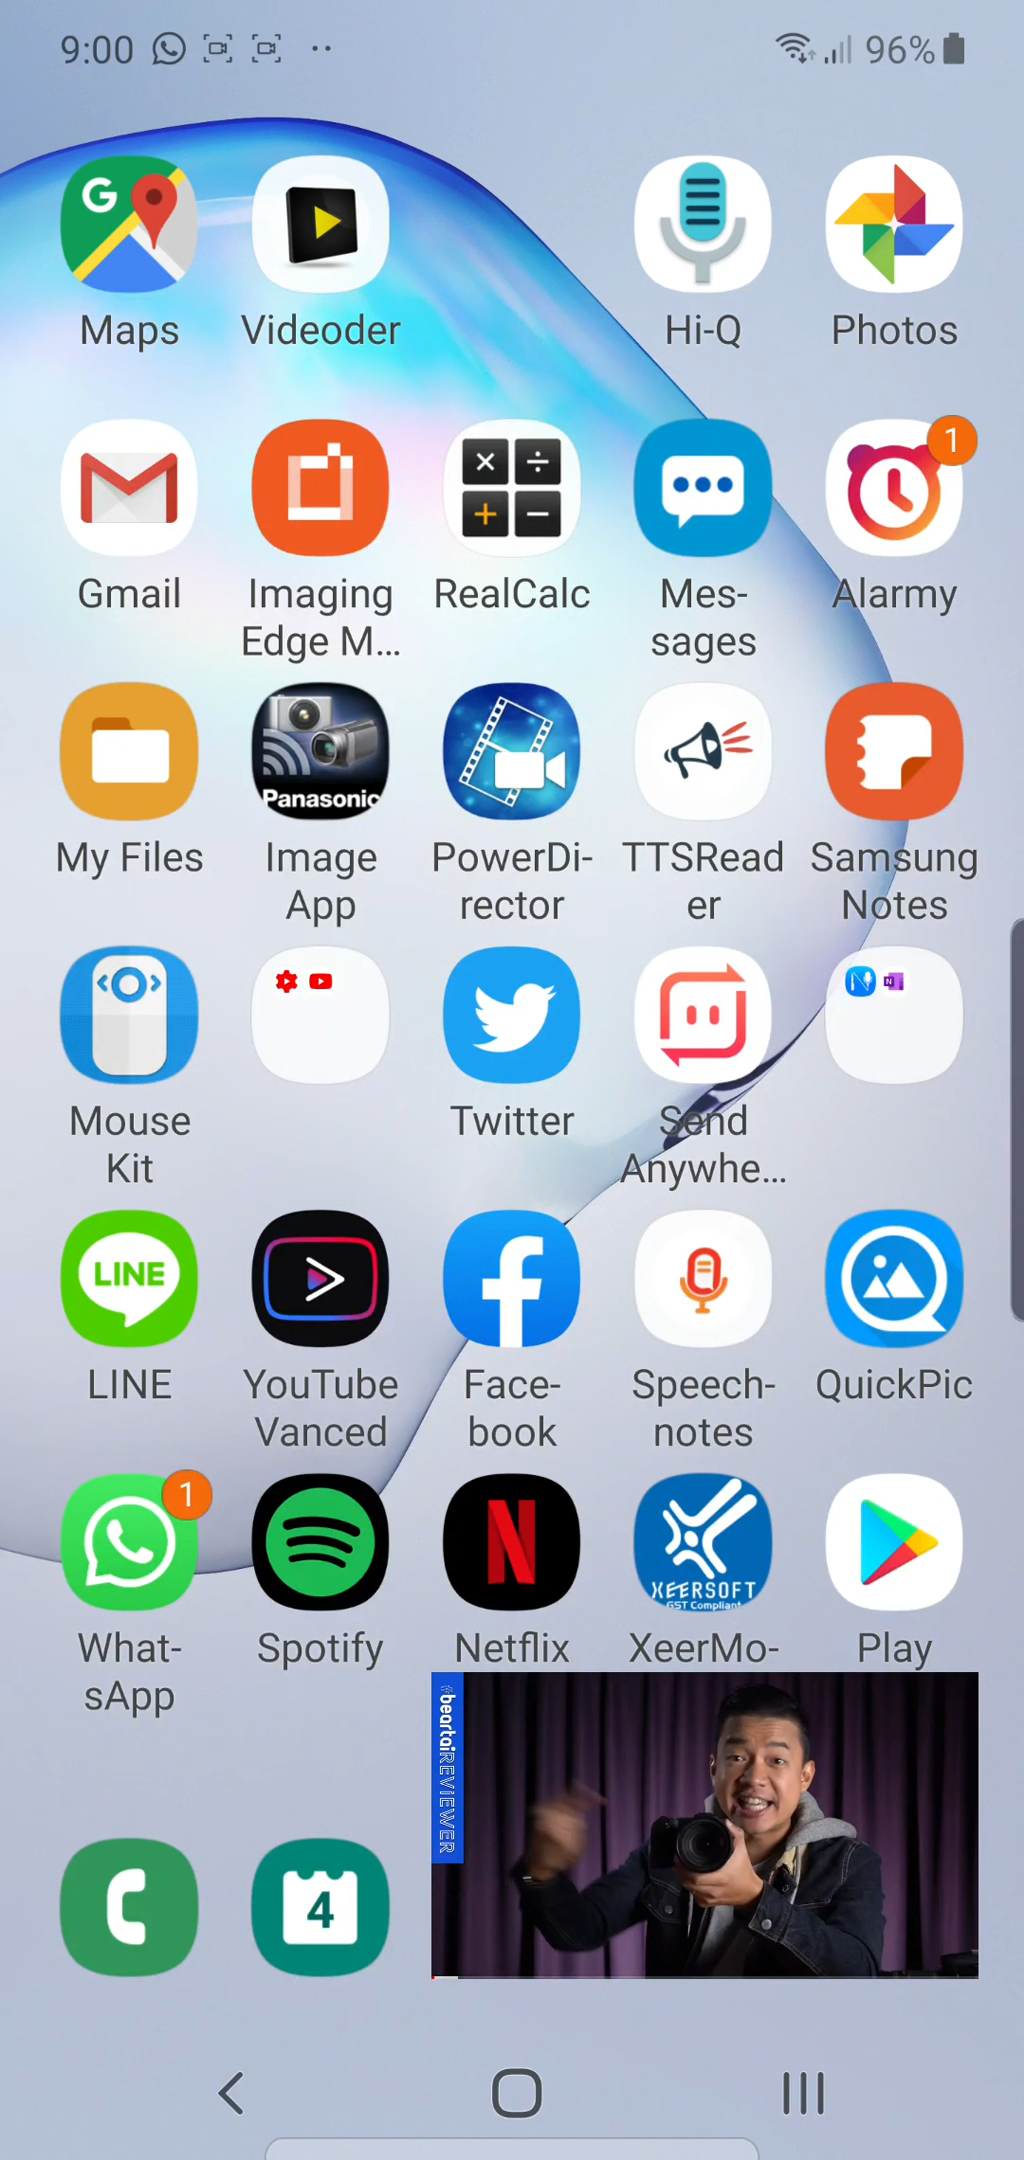 9:00
96%
G
Maps
Videoder
Hi-Q
Photos
1
Gmail
Imaging
Edge M...
RealCalc
Mes-
sages
Alarmy
Panasonic
My Files
Image
App
PowerDi-
rector
TTSRead
er
Samsung
Notes
N
N
Mouse
Kit
Twitter
Send
Anywhe...
LINE
LINE
YouTube
Vanced
Face-
book
Speech-
notes
QuickPic
1
XEERSOFT
GST Compliant
What-
sApp
Spotify
Netflix
XeerMo-
Play
#beartaiREVIEWER
4